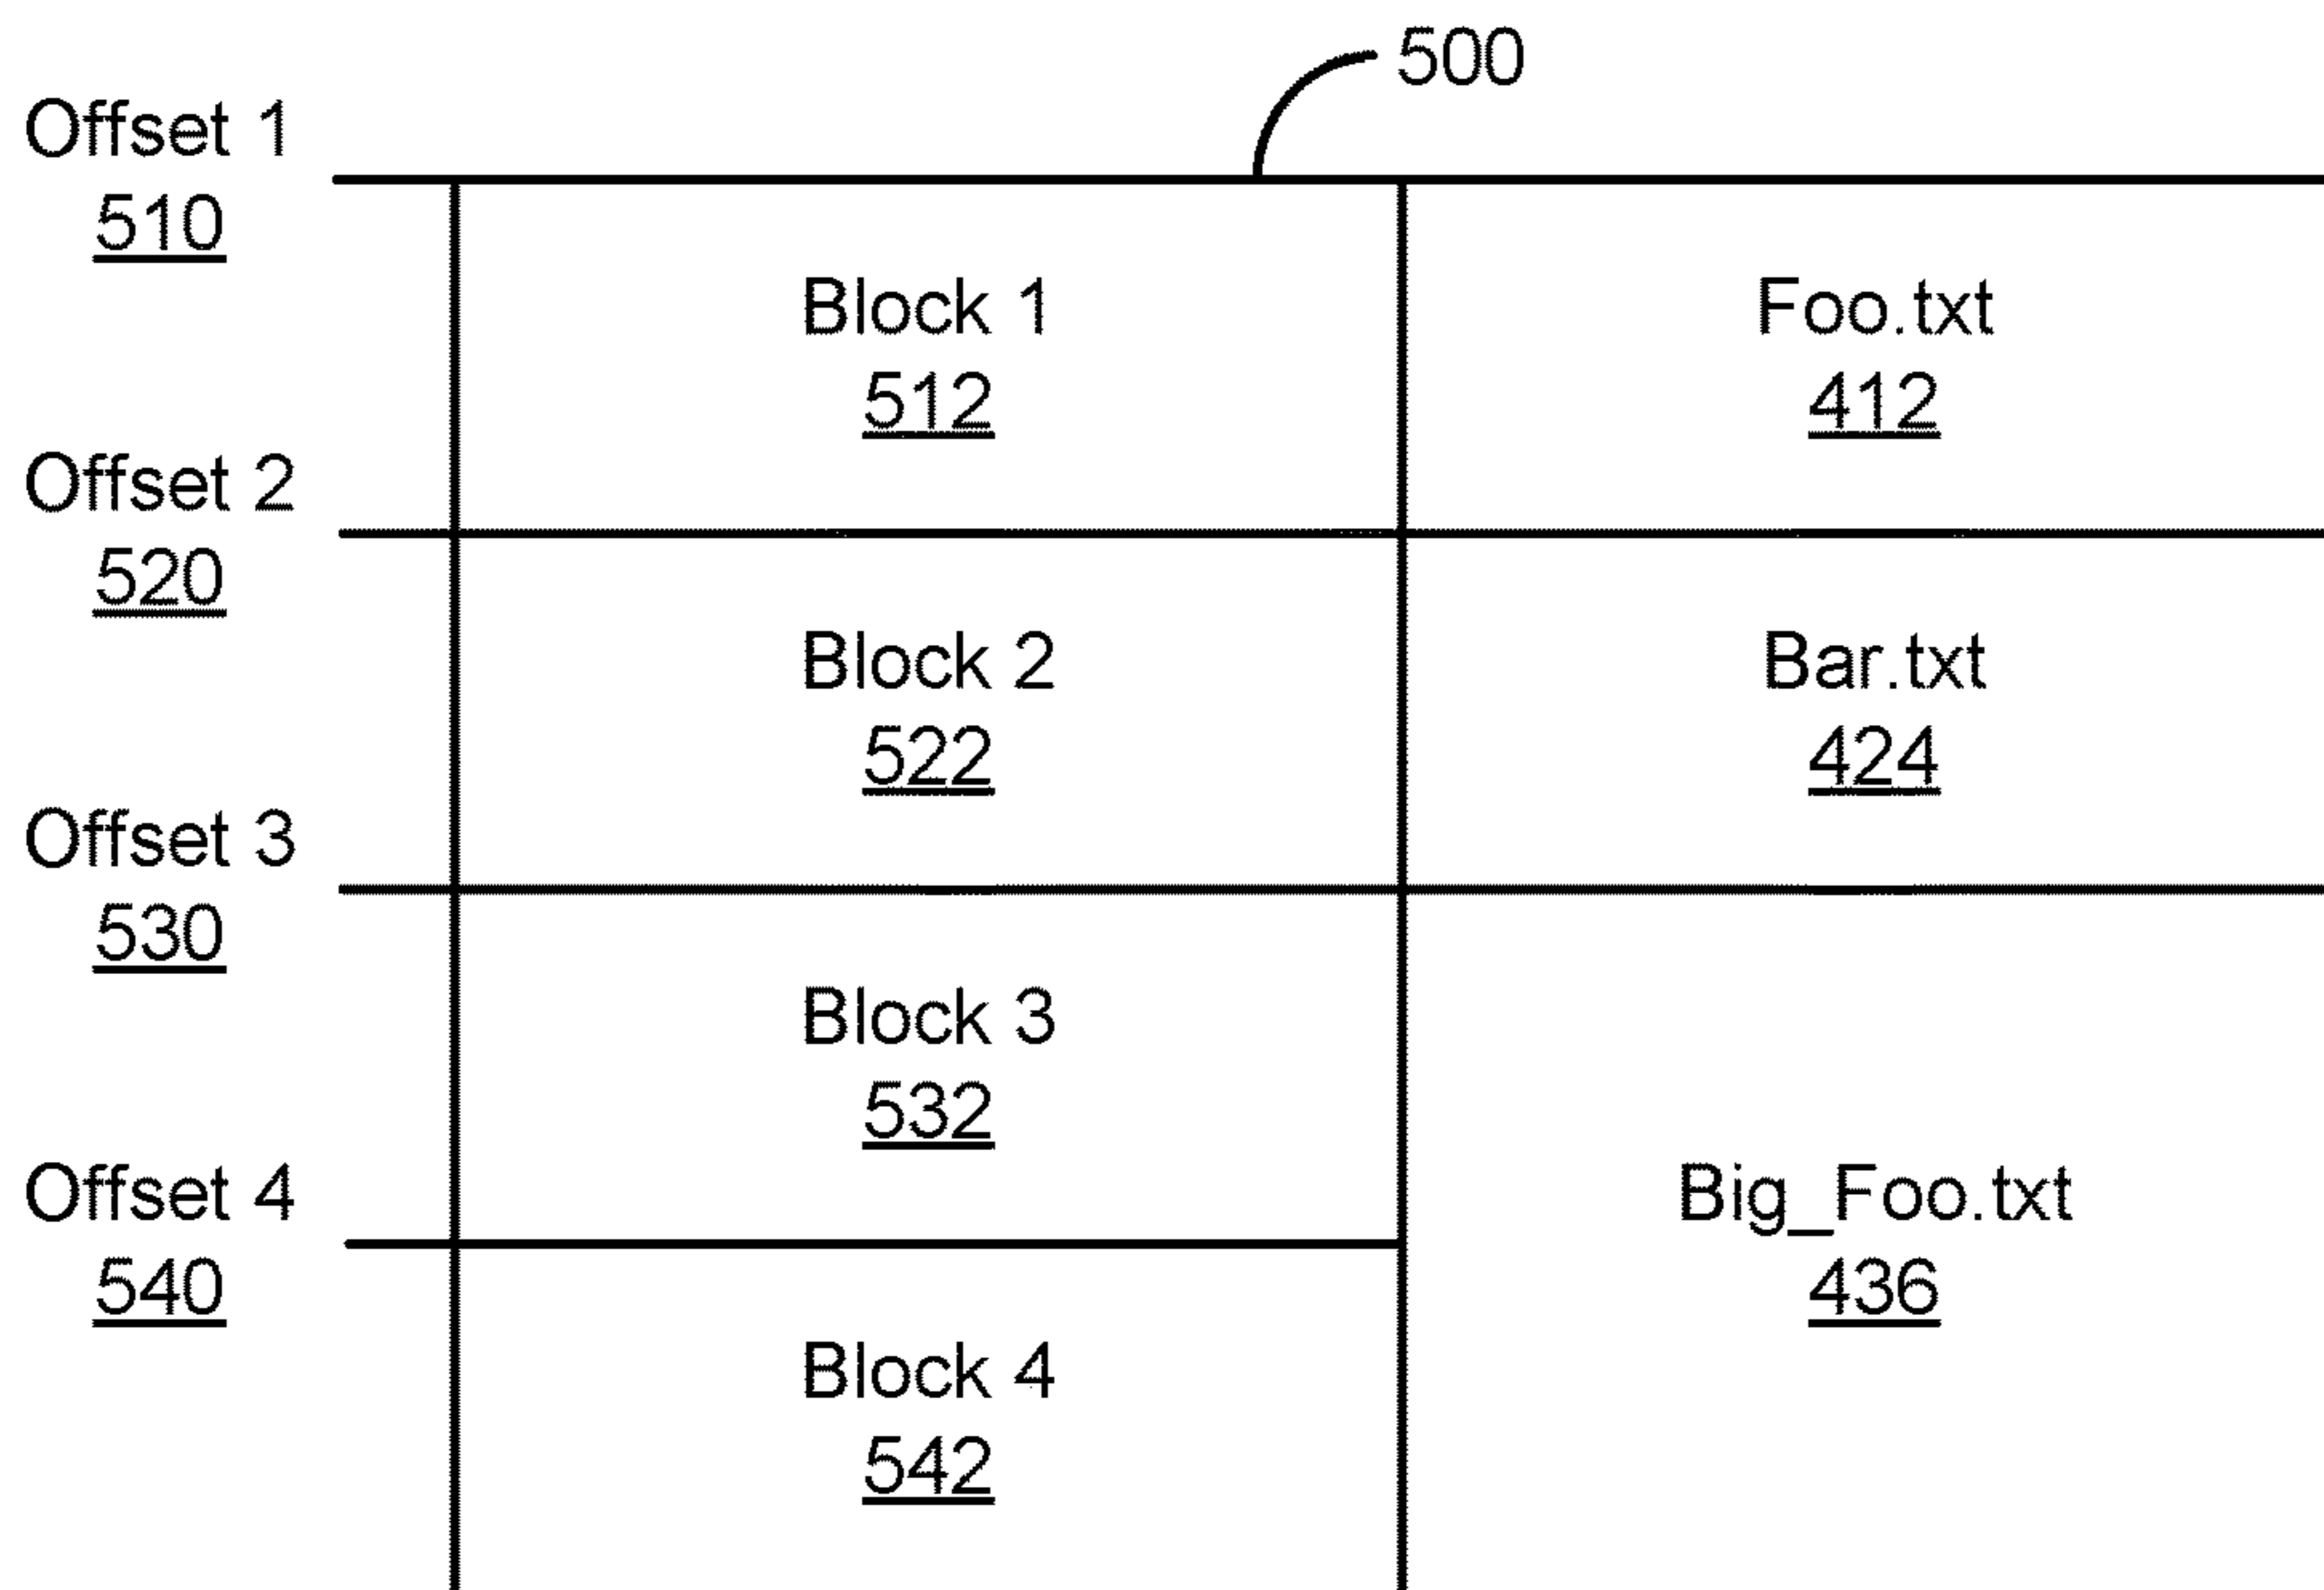 500
Offset 1
510
Block 1
512
Foo.txt
412
Offset 2
520
Block 2
522
Bar.txt
424
Offset 3
530
Block 3
532
Offset 4
540
Big_Foo.txt
436
Block 4
542